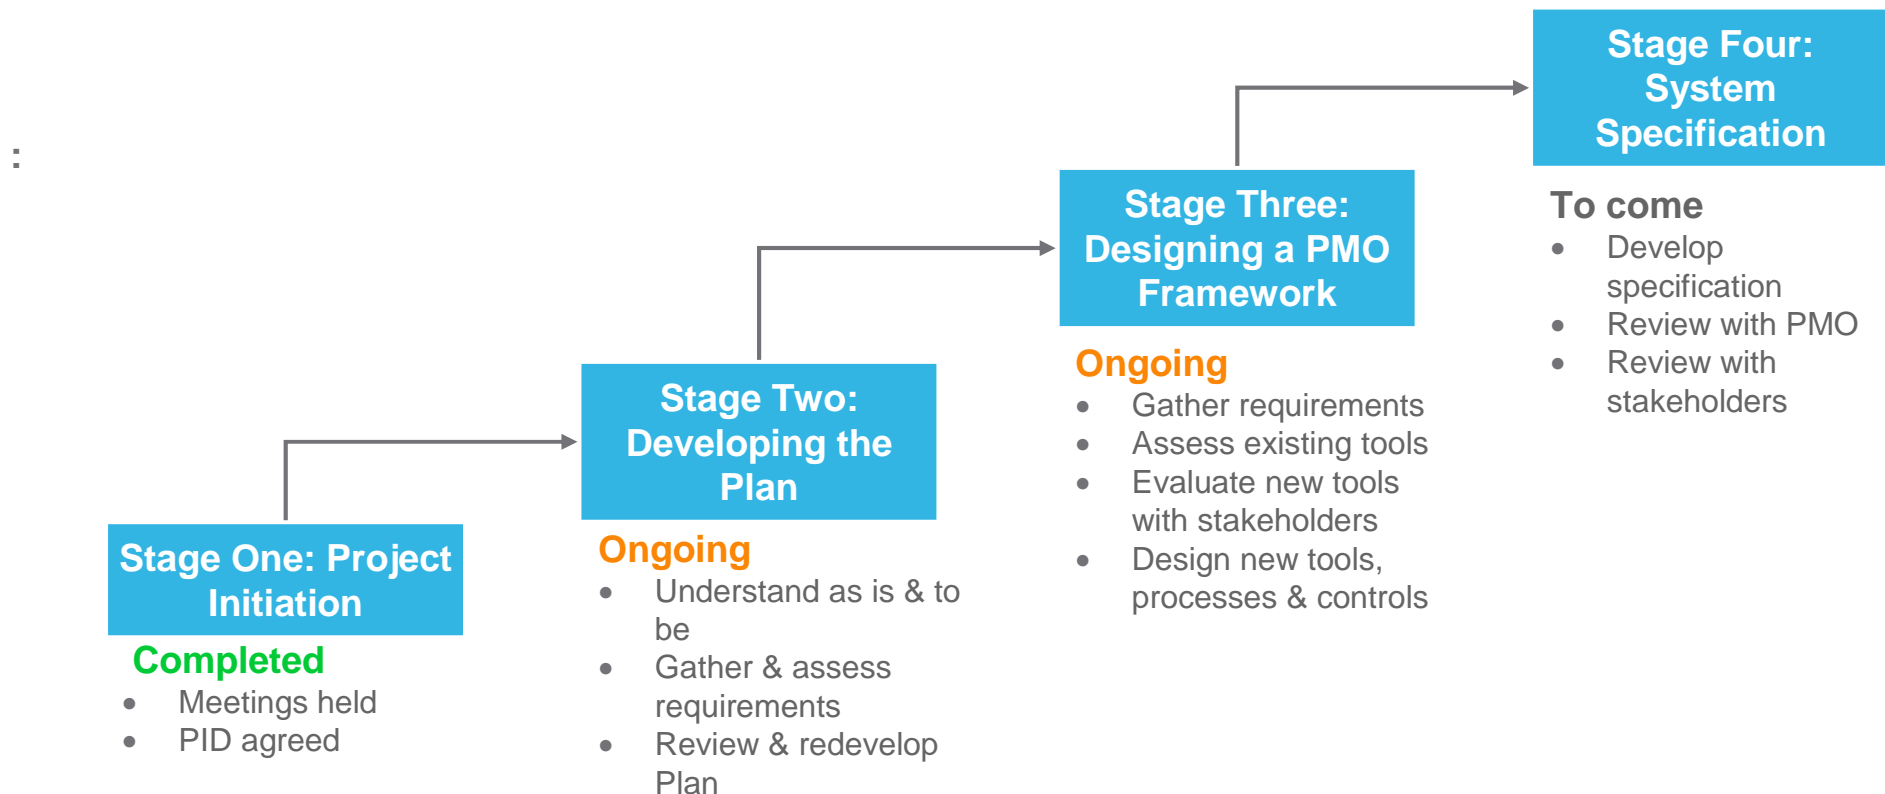 :
Stage One: Project
Initiation
Completed
• Meetings held
• PID agreed
Stage Two:
Developing the
Plan
Ongoing
• Understand as is & to
be
• Gather & assess
requirements
• Review & redevelop
Plan
Stage Three:
Designing a PMO
Framework
Ongoing
• Gather requirements
• Assess existing tools
• Evaluate new tools
with stakeholders
• Design new tools,
processes & controls
Stage Four:
System
Specification
To come
• Develop
specification
• Review with PMO
• Review with
stakeholders